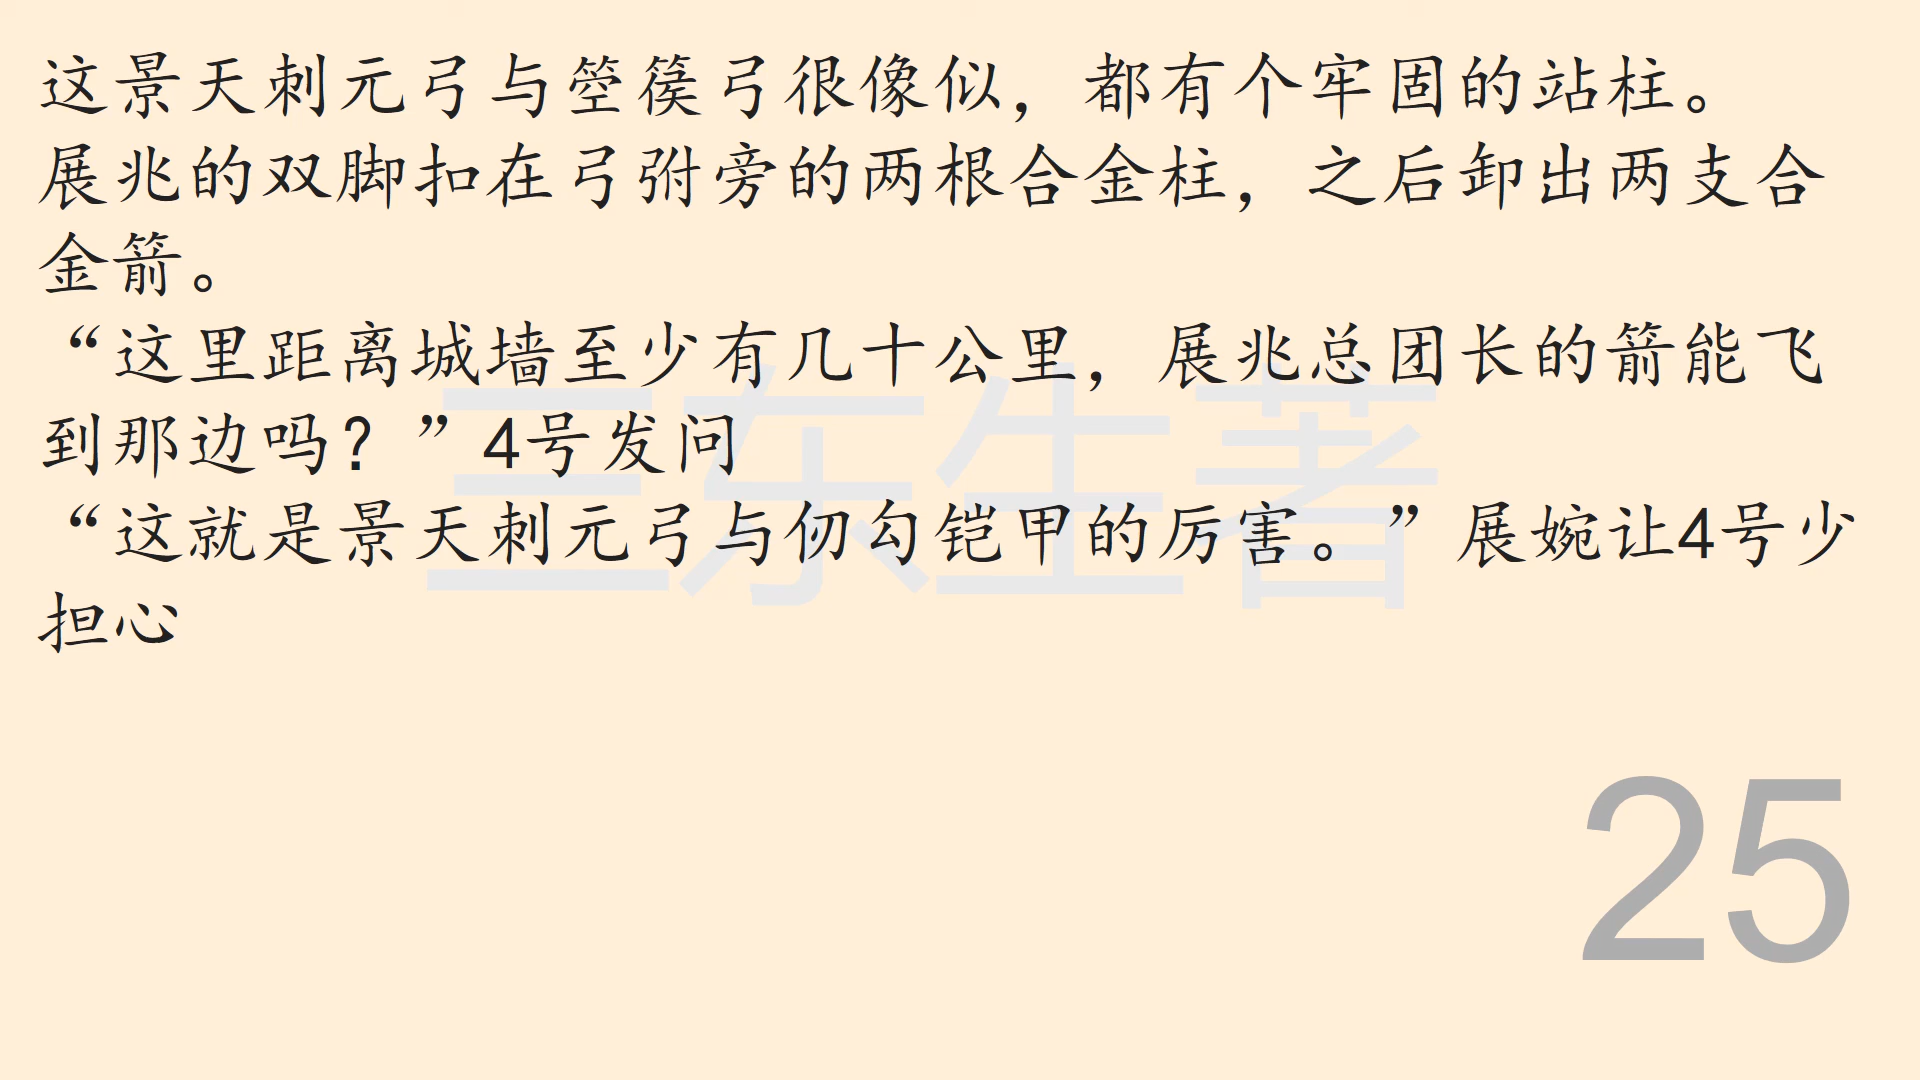 这景天刺元弓与箜篌弓很像似，都有个牢固的站柱。
展兆的双脚扣在弓弣旁的两根合金柱，之后卸出两支合
金箭。
“这里距离城墙至少有几十公里，展兆总团长的箭能飞
到那边吗？”4号发问
“这就是景天刺元弓与仞勾铠甲的厉害。”展婉让4号少
担心
三东生著
25